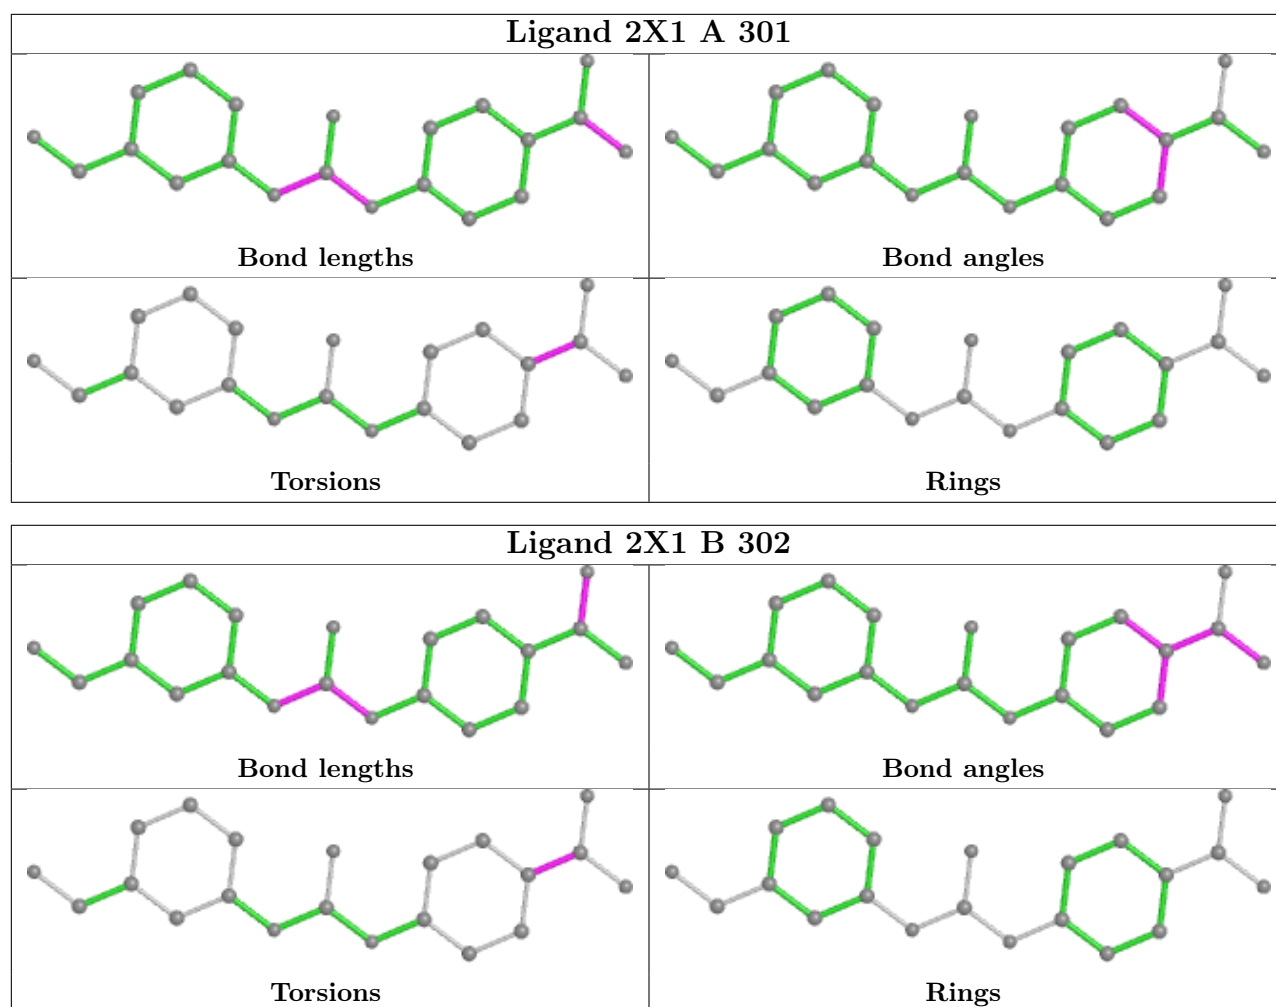 Ligand 2X1 A 301
Bond lengths
Bond angles
Torsions
Rings
Ligand 2X1 B 302
Bond lengths
Bond angles
Torsions
Rings